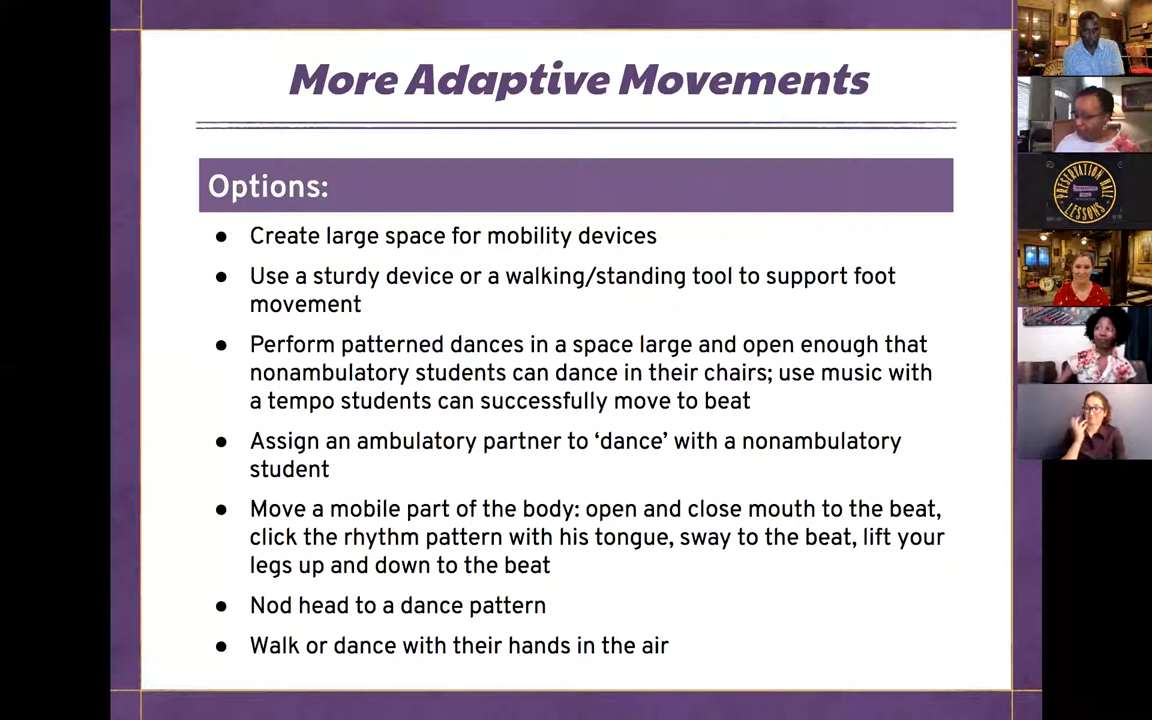 More Adaptive Movements
Options:
● Create large space for mobility devices
● Use a sturdy device or a walking/standing tool to support foot
movement
● Perform patterned dances in a space large and open enough that
nonambulatory students can dance in their chairs; use music with
a tempo students can successfully move to beat
● Assign an ambulatory partner to ‘dance’ with a nonambulatory
student
● Move a mobile part of the body: open and close mouth to the beat,
click the rhythm pattern with his tongue, sway to the beat, lift your
legs up and down to the beat
● Nod head to a dance pattern
● Walk or dance with their hands in the air
PRESERVATION HALL
LESSONS